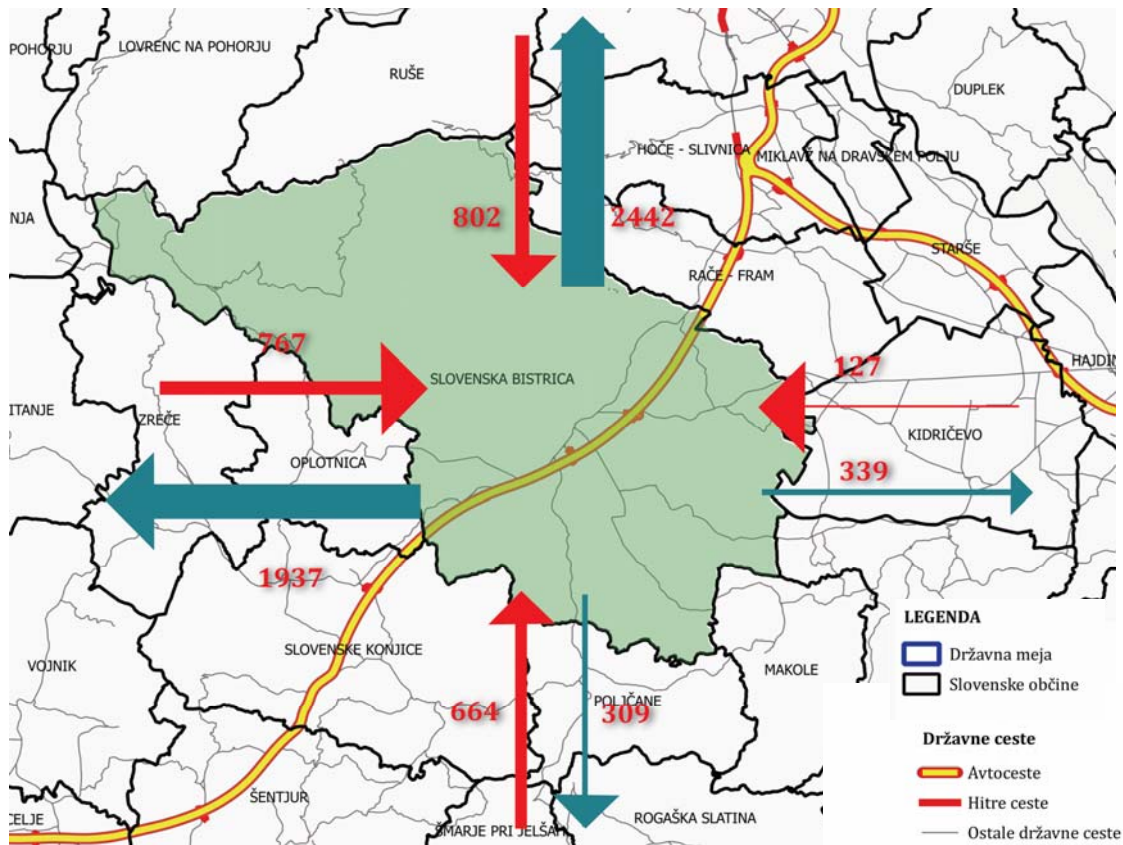 POHORJU
LOVRENC NA POHORJU
RUŠE
DUPLEK
HOČE - SLIVNICA
MIKLAVŽ NA DRAVSKEM POLJU
NJA
802
2442
STARŠE
RAČE - FRAM
767
127
HAJDIN
SLOVENSKA BISTRICA
ITANJE
ZREČE
KIDRIČEVO
OPLOTNICA
339
1937
LEGENDA
Državna meja
Slovenske občine
SLOVENSKE KONJICE
VOJNIK
MAKOLE
POLJČANE
664
309
Državne ceste
Avtoceste
Hitre ceste
Ostale državne ceste
ŠENTJUR
CELJE
ŠMARJE PRI JELŠAH
ROGAŠKA SLATINA